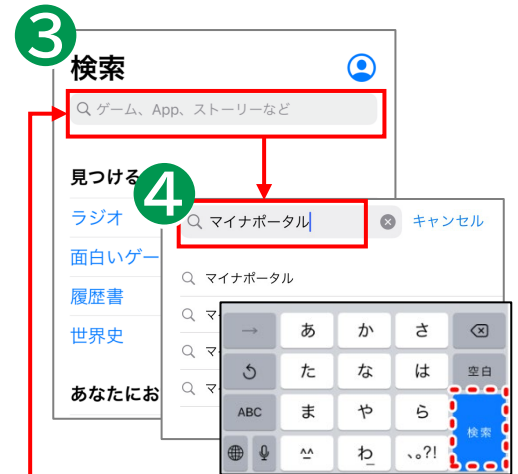 3
検索
ゲーム、App、ストーリーなど
見つける
4
ラジオ
マイナポータル
キャンセル
面白いゲー
マイナポータル
履歴書
マ
世界史
マ
あなたにお
マ
→ あ か さ
た な は 空白
ABC ま や ら 検索
^^ わ 、。?!